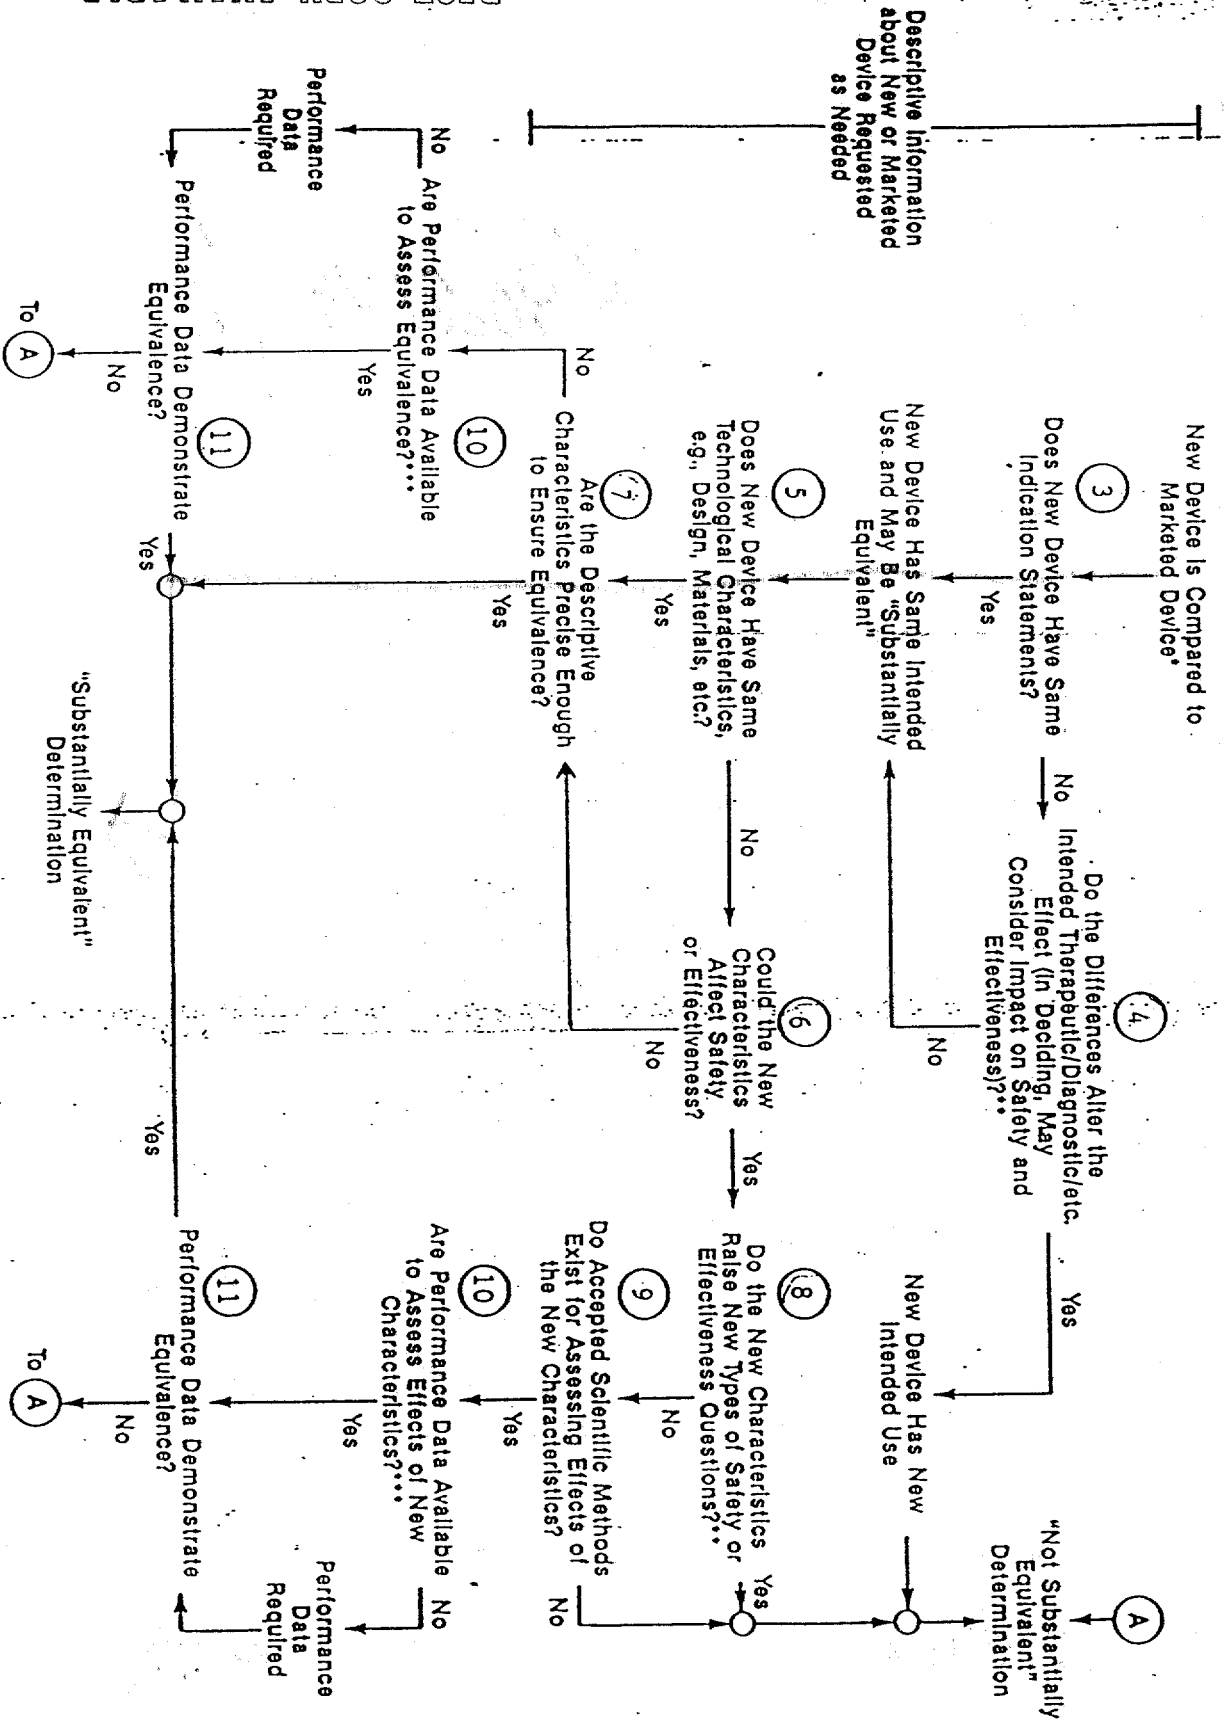 New Device Is Compared to
Marketed Device*
Descriptive Information
about New or Marketed
Device Requested
as Needed
3
Does New Device Have Same
Indication Statements?
No
Yes
4
Do the Differences Alter the
Intended Therapeutic/Diagnostic/etc.
Effect (In Deciding, May
Consider Impact on Safety and
Effectiveness)?**
Yes
No
A
"Not Substantially
Equivalent"
Determination
New Device Has New
Intended Use
New Device Has Same Intended
Use and May Be "Substantially
Equivalent"
5
Does New Device Have Same
Technological Characteristics,
e.g., Design, Materials, etc.?
No
Yes
6
Could the New
Characteristics
Affect Safety
or Effectiveness?
Yes
No
8
Do the New Characteristics
Raise New Types of Safety or
Effectiveness Questions?**
Yes
No
7
Are the Descriptive
Characteristics Precise Enough
to Ensure Equivalence?
No
Yes
9
Do Accepted Scientific Methods
Exist for Assessing Effects of
the New Characteristics?
No
Yes
10
Are Performance Data Available
to Assess Equivalence?***
No
Yes
Performance
Data
Required
10
Are Performance Data Available
to Assess Effects of New
Characteristics?***
No
Yes
Performance
Data
Required
11
Performance Data Demonstrate
Equivalence?
Yes
No
To A
11
Performance Data Demonstrate
Equivalence?
Yes
No
To A
"Substantially Equivalent"
Determination